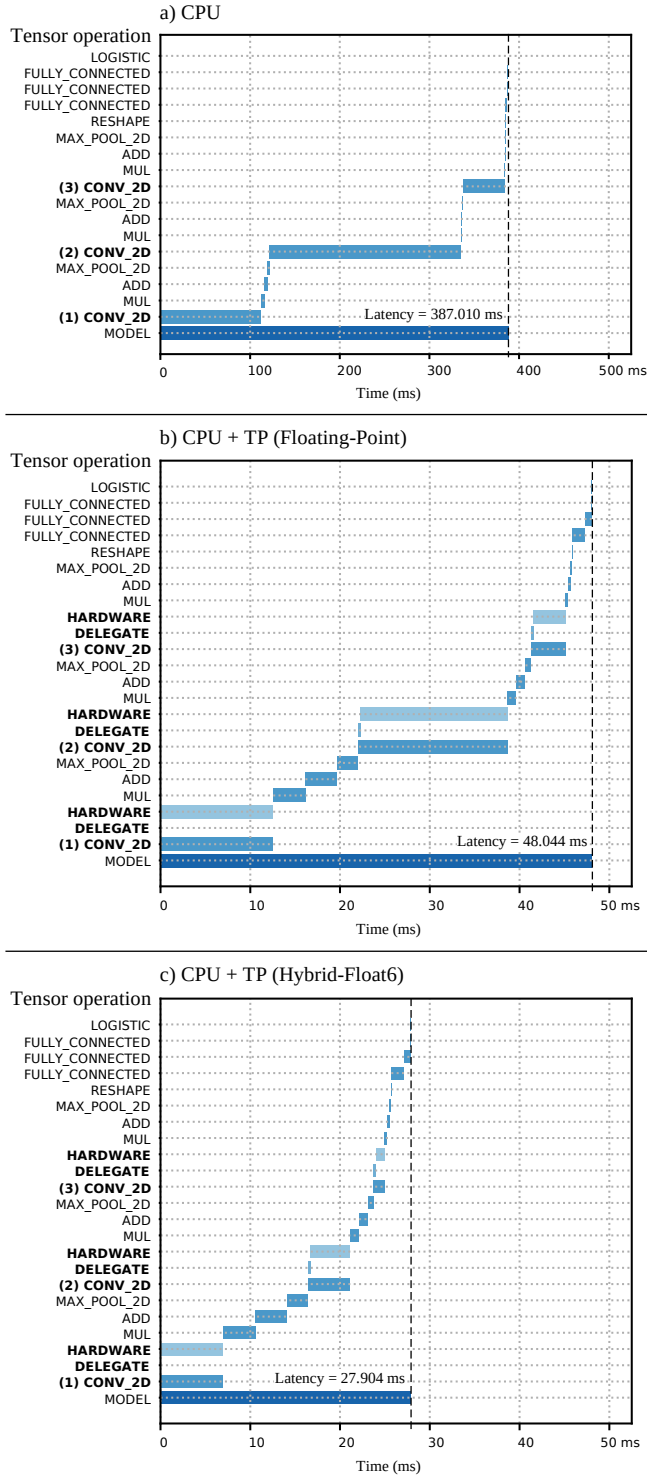 a) CPU
Tensor operation
LOGISTIC
FULLY_CONNECTED
FULLY_CONNECTED
FULLY_CONNECTED
RESHAPE
MAX_POOL_2D
ADD
MUL
(3) CONV_2D
MAX_POOL_2D
ADD
MUL
(2) CONV_2D
MAX_POOL_2D
ADD
MUL
(1) CONV_2D
Latency = 387.010 ms
MODEL
0 100 200 300 400 500 ms
Time (ms)
b) CPU + TP (Floating-Point)
Tensor operation
LOGISTIC
FULLY_CONNECTED
FULLY_CONNECTED
FULLY_CONNECTED
RESHAPE
MAX_POOL_2D
ADD
MUL
HARDWARE
DELEGATE
(3) CONV_2D
MAX_POOL_2D
ADD
MUL
HARDWARE
DELEGATE
(2) CONV_2D
MAX_POOL_2D
ADD
MUL
HARDWARE
DELEGATE
(1) CONV_2D
Latency = 48.044 ms
MODEL
0 10 20 30 40 50 ms
Time (ms)
c) CPU + TP (Hybrid-Float6)
Tensor operation
LOGISTIC
FULLY_CONNECTED
FULLY_CONNECTED
FULLY_CONNECTED
RESHAPE
MAX_POOL_2D
ADD
MUL
HARDWARE
DELEGATE
(3) CONV_2D
MAX_POOL_2D
ADD
MUL
HARDWARE
DELEGATE
(2) CONV_2D
MAX_POOL_2D
ADD
MUL
HARDWARE
DELEGATE
(1) CONV_2D
Latency = 27.904 ms
MODEL
0 10 20 30 40 50 ms
Time (ms)